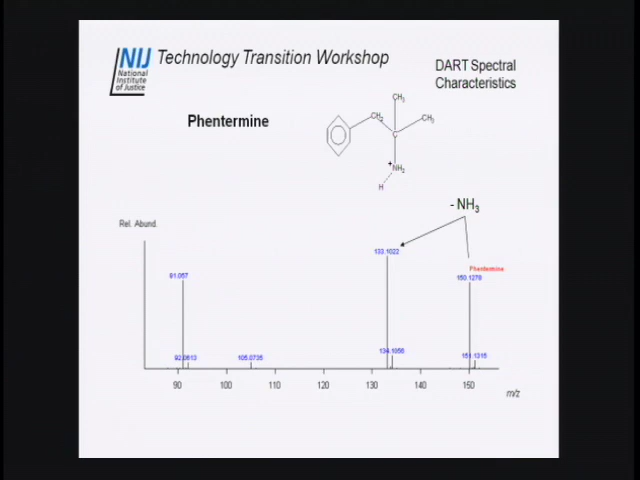 NIJ Technology Transition Workshop
National
Institute
of Justice
DART Spectral
Characteristics
Phentermine
CH3
CH2
CH3
C
+
NH2
H
- NH3
Rel. Abund.
133.1022
Phentermine
150.1278
91.057
92.0613
105.0735
134.1056
151.1315
90 100 110 120 130 140 150
m/z